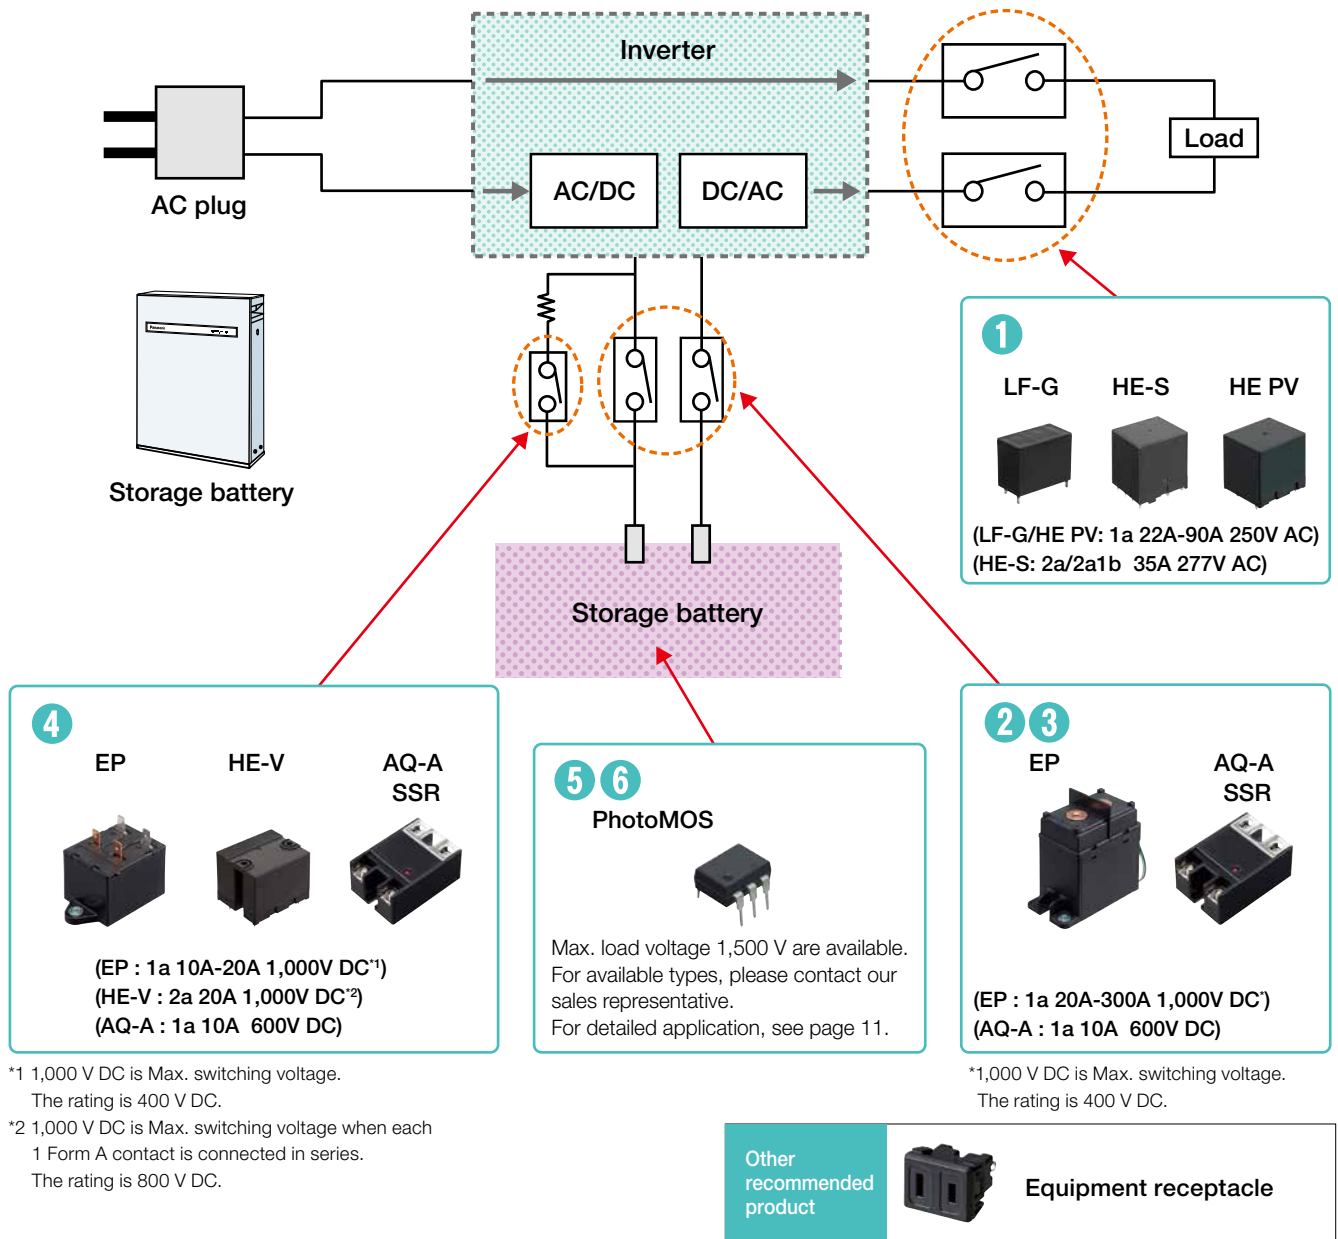 Inverter
AC/DC
DC/AC
AC plug
Load
Panasonic
Storage battery
Storage battery
1
LF-G
HE-S
HE PV
(LF-G/HE PV: 1a 22A-90A 250V AC)
(HE-S: 2a/2a1b 35A 277V AC)
4
EP
HE-V
AQ-A
SSR
(EP : 1a 10A-20A 1,000V DC*1)
(HE-V : 2a 20A 1,000V DC*2)
(AQ-A : 1a 10A 600V DC)
*1 1,000 V DC is Max. switching voltage.
The rating is 400 V DC.
*2 1,000 V DC is Max. switching voltage when each
1 Form A contact is connected in series.
The rating is 800 V DC.
5 6
PhotoMOS
Max. load voltage 1,500 V are available.
For available types, please contact our
sales representative.
For detailed application, see page 11.
2 3
EP
AQ-A
SSR
(EP : 1a 20A-300A 1,000V DC*)
(AQ-A : 1a 10A 600V DC)
*1,000 V DC is Max. switching voltage.
The rating is 400 V DC.
Other
recommended
product
Equipment receptacle